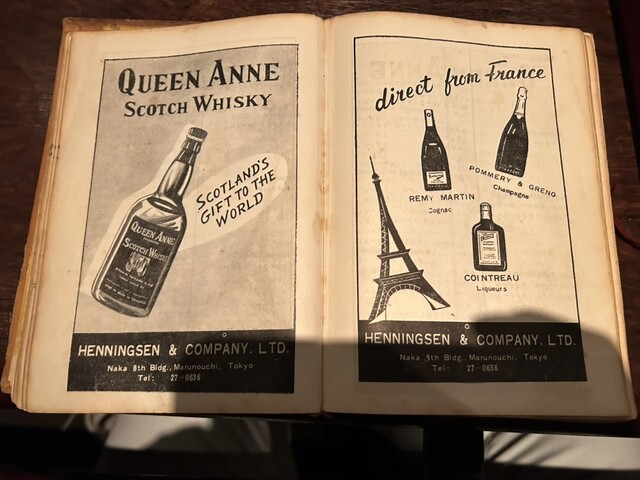 QUEEN ANNE
SCOTCH WHISKY
SCOTLAND'S
GIFT TO THE
WORLD
QUEEN ANNE
SCOTCH WHISKY
HENNINGSEN & COMPANY. LTD.
Naka 8th Bldg., Marunouchi, Tokyo
Tel: 27-0636
direct from France
REMY MARTIN
Cognac
POMMERY & GRENO
Champagne
COINTREAU
Liqueurs
HENNINGSEN & COMPANY. LTD.
Naka 8th Bldg., Marunouchi, Tokyo
Tel: 27-0636